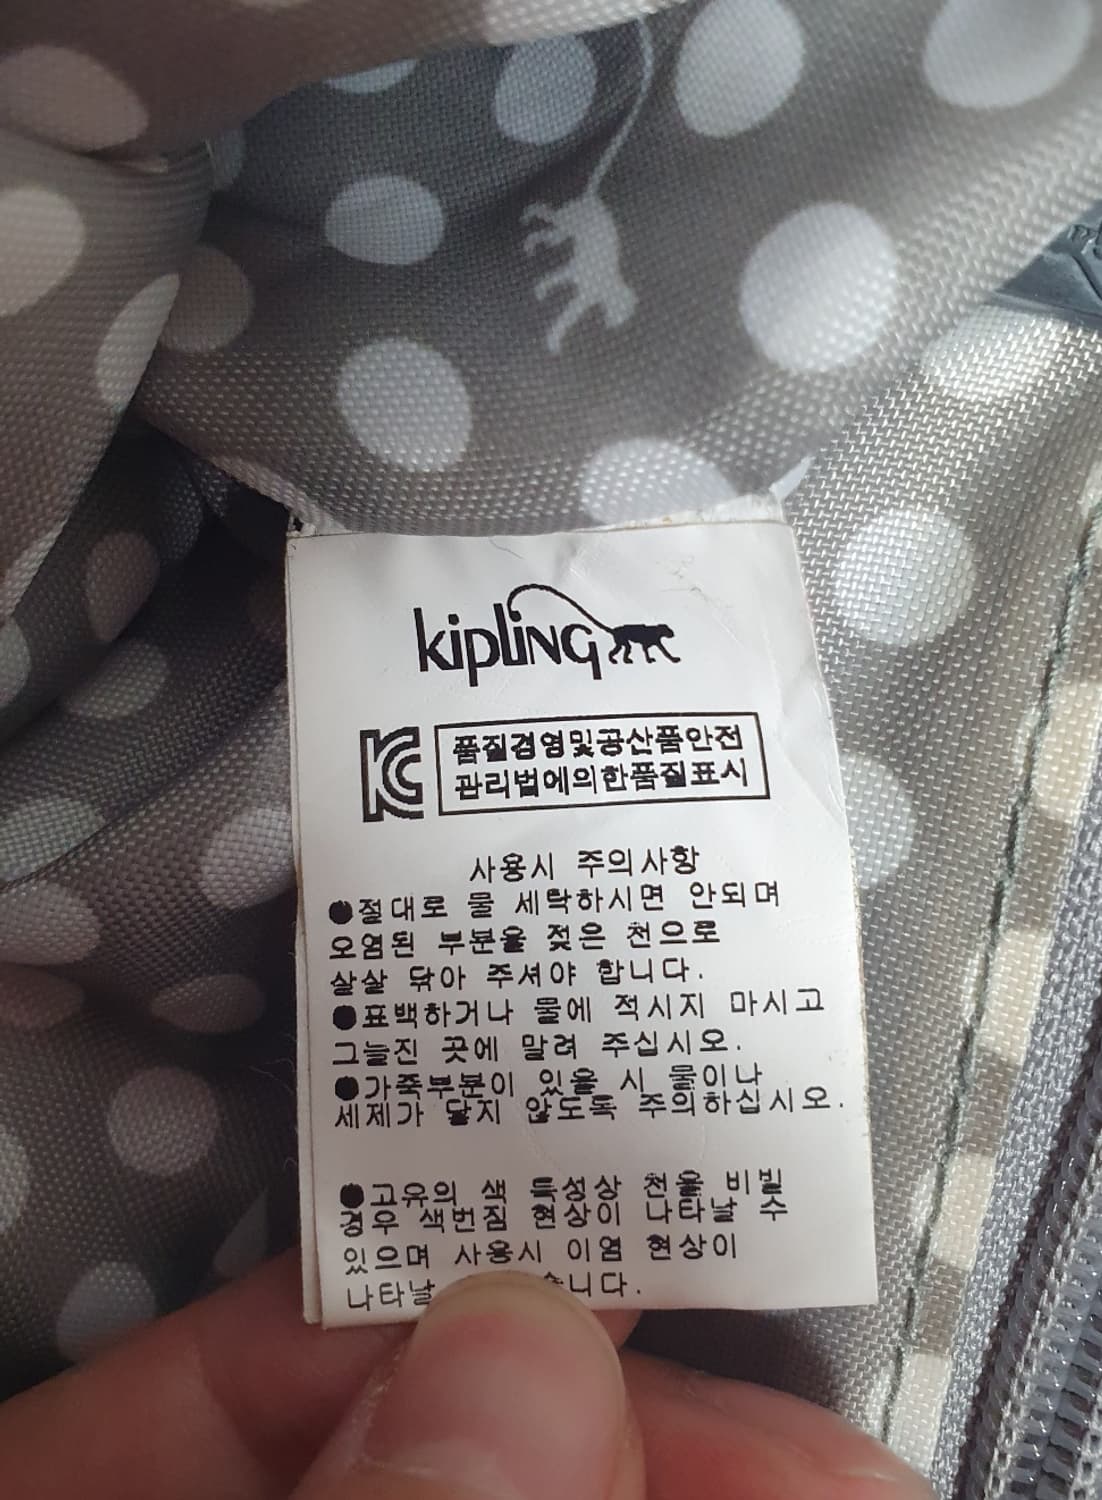 kipling
KC
품질경영및공산품안전
관리법에의한품질표시
사용시 주의사항
●절대로 물 세탁하시면 안되며
오염된 부분을 젖은 천으로
살살 닦아 주셔야 합니다.
●표백하거나 물에 적시지 마시고
그늘진 곳에 말려 주십시오.
●가죽부분이 있을 시 물이나
세제가 닿지 않도록 주의하십시오.
●고유의 색 특성상 천을 비빌
경우 색번짐 현상이 나타날 수
있으며 사용시 이염 현상이
나타날 습니다.